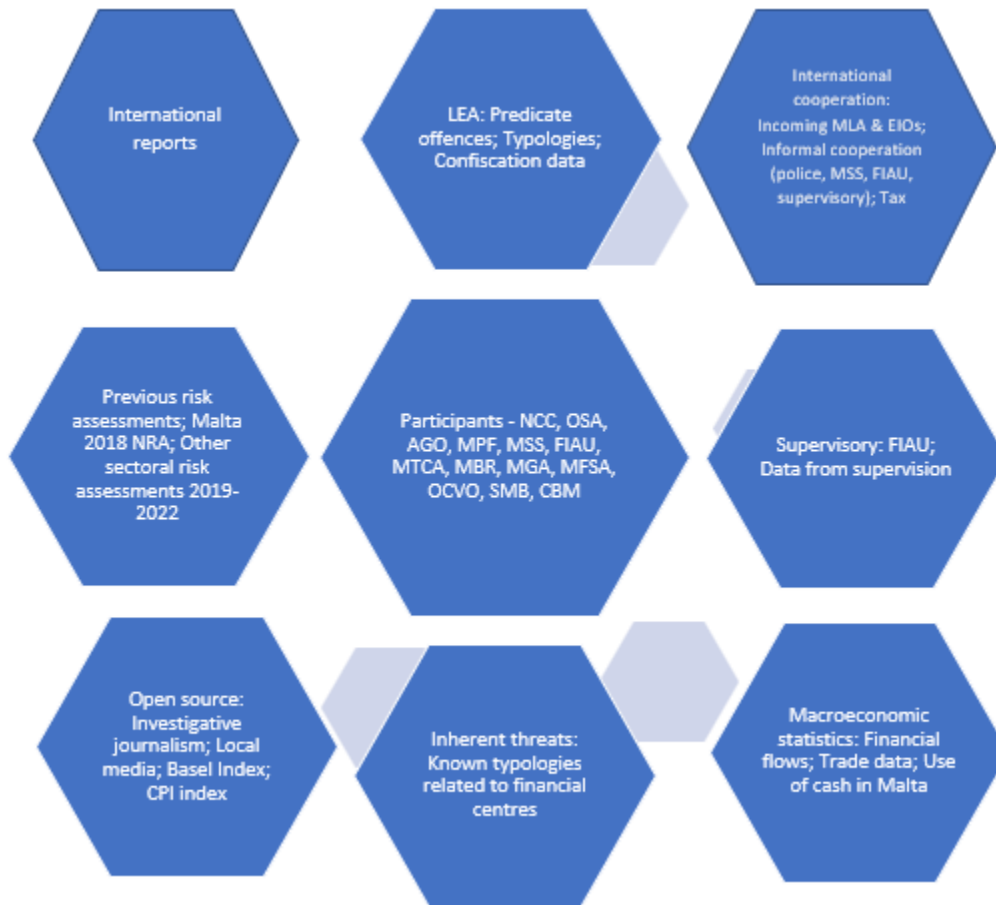 International
reports
LEA: Predicate
offences; Typologies;
Confiscation data
International
cooperation:
Incoming MLA & EIOs;
Informal cooperation
(police, MSS, FIAU,
supervisory); Tax
Previous risk
assessments; Malta
2018 NRA; Other
sectoral risk
assessments 2019-
2022
Participants - NCC, OSA,
AGO, MPF, MSS, FIAU,
MTCA, MBR, MGA, MFSA,
OCVO, SMB, CBM
Supervisory: FIAU;
Data from supervision
Open source:
Investigative
journalism; Local
media; Basel Index;
CPI index
Inherent threats:
Known typologies
related to financial
centres
Macroeconomic
statistics: Financial
flows; Trade data; Use
of cash in Malta